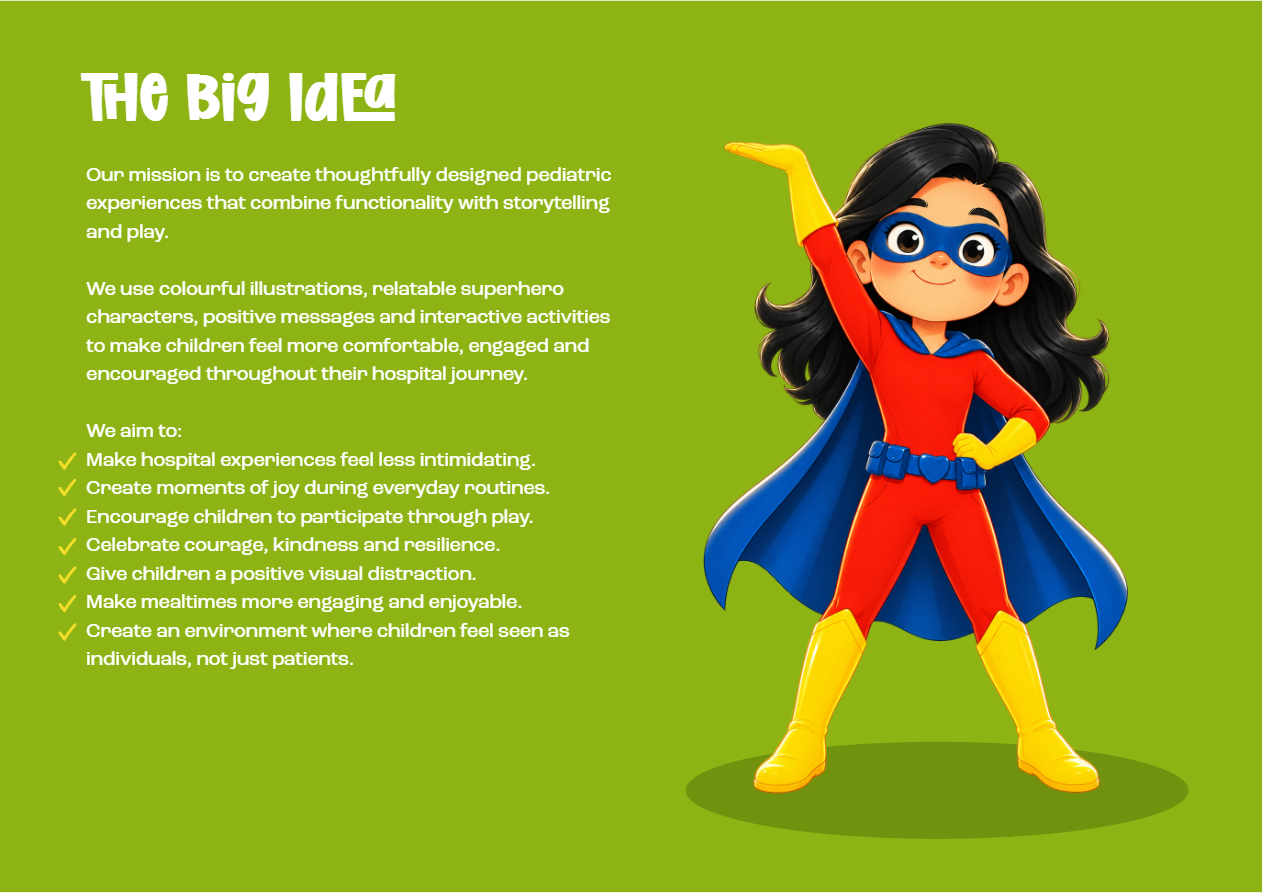 THE BIG IDEA
Our mission is to create thoughtfully designed pediatric
experiences that combine functionality with storytelling
and play.
We use colourful illustrations, relatable superhero
characters, positive messages and interactive activities
to make children feel more comfortable, engaged and
encouraged throughout their hospital journey.
We aim to:
Make hospital experiences feel less intimidating.
Create moments of joy during everyday routines.
Encourage children to participate through play.
Celebrate courage, kindness and resilience.
Give children a positive visual distraction.
Make mealtimes more engaging and enjoyable.
Create an environment where children feel seen as
individuals, not just patients.